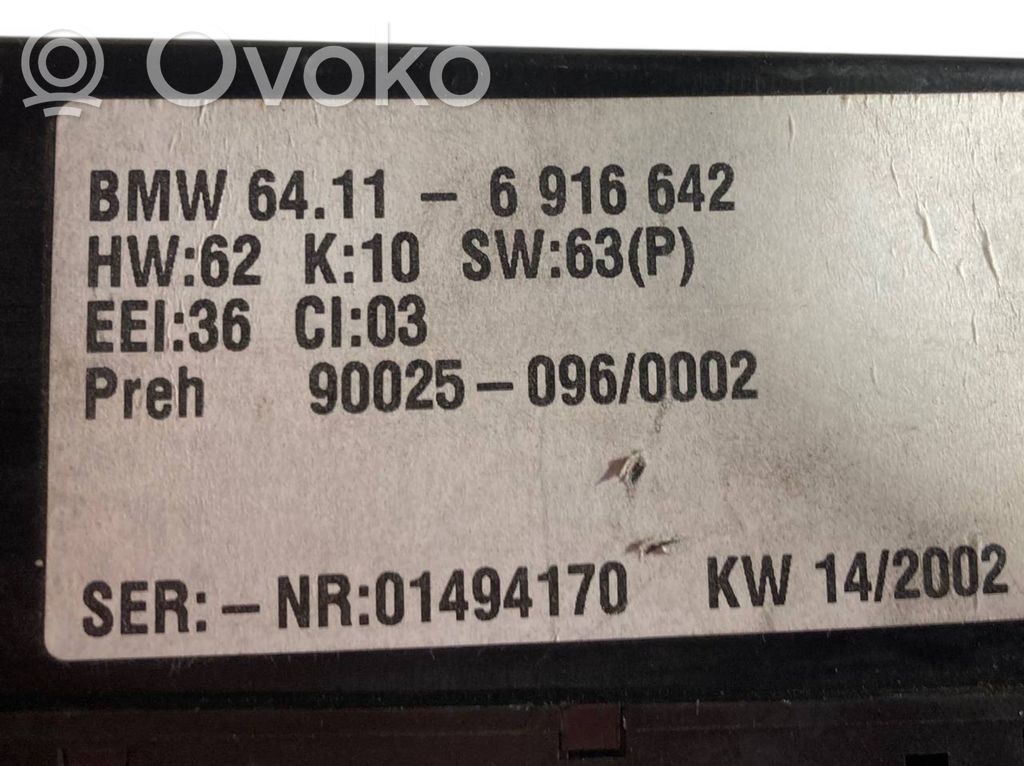 Ovoko
BMW 64.11 - 6 916 642
HW:62 K:10 SW:63(P)
EEI:36 CI:03
Preh 90025-096/0002
SER:-NR:01494170 KW 14/2002